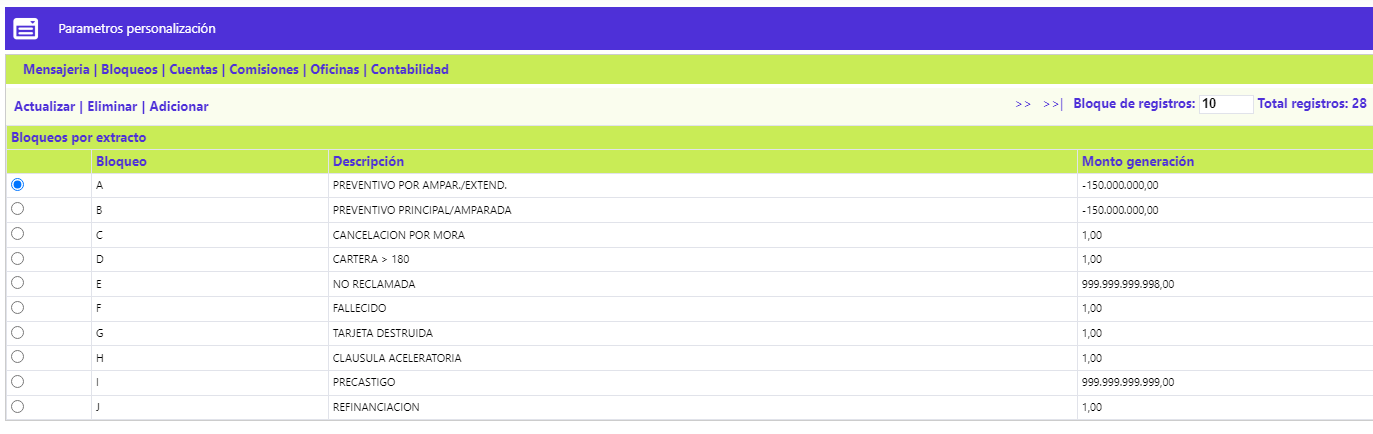 Parametros personalización
Mensajeria | Bloqueos | Cuentas | Comisiones | Oficinas | Contabilidad
Actualizar | Eliminar | Adicionar >> >>| Bloque de registros: 10 Total registros: 28
Bloqueos por extracto
Bloqueo Descripción Monto generación
A PREVENTIVO POR AMPAR./EXTEND. -150.000.000,00
B PREVENTIVO PRINCIPAL/AMPARADA -150.000.000,00
C CANCELACION POR MORA 1,00
D CARTERA > 180 1,00
E NO RECLAMADA 999.999.999.998,00
F FALLECIDO 1,00
G TARJETA DESTRUIDA 1,00
H CLAUSULA ACELERATORIA 1,00
I PRECASTIGO 999.999.999.999,00
J REFINANCIACION 1,00